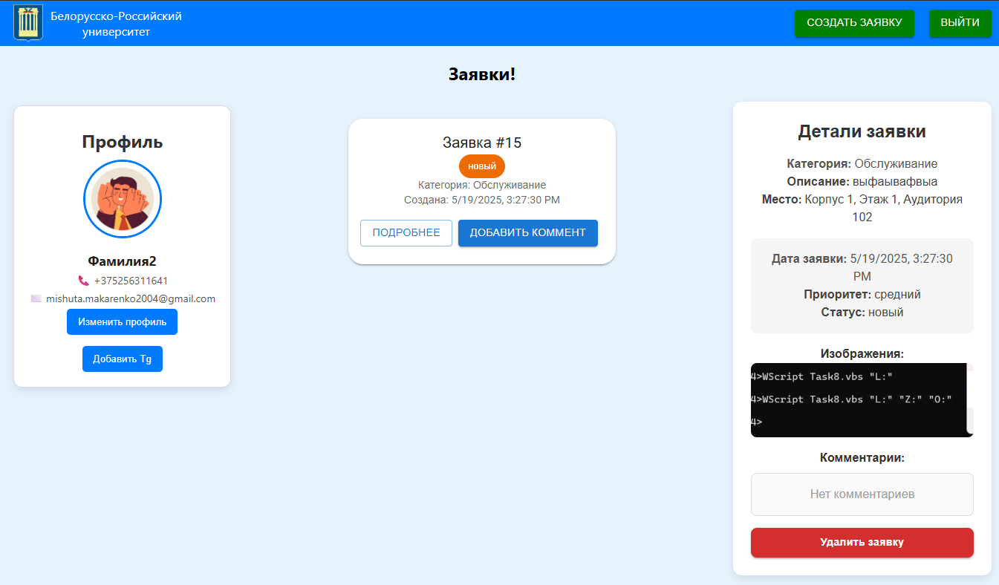 Белорусско-Российский
университет
СОЗДАТЬ ЗАЯВКУ
ВЫЙТИ
Заявки!
Профиль
Фамилия2
+375256311641
mishuta.makarenko2004@gmail.com
Изменить профиль
Добавить Tg
Заявка #15
новый
Категория: Обслуживание
Создана: 5/19/2025, 3:27:30 PM
ПОДРОБНЕЕ
ДОБАВИТЬ КОММЕНТ
Детали заявки
Категория: Обслуживание
Описание: выфаывафвыа
Место: Корпус 1, Этаж 1, Аудитория
102
Дата заявки: 5/19/2025, 3:27:30
PM
Приоритет: средний
Статус: новый
Изображения:
4>WScript Task8.vbs "L:"
4>WScript Task8.vbs "L:" "Z:" "O:"
4>
Комментарии:
Нет комментариев
Удалить заявку